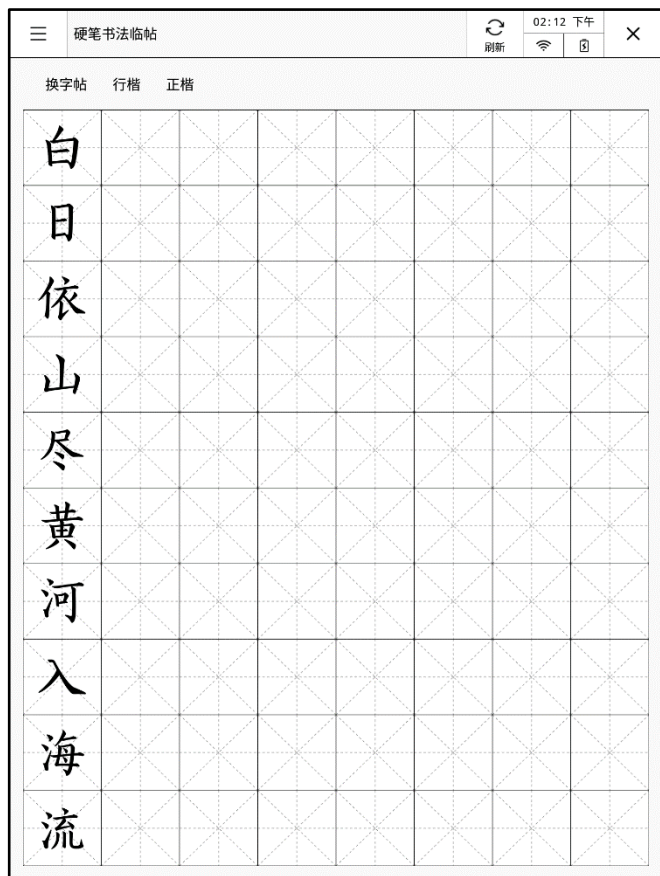 硬笔书法临帖
刷新
02:12 下午
换字帖 行楷 正楷
白
日
依
山
尽
黄
河
入
海
流